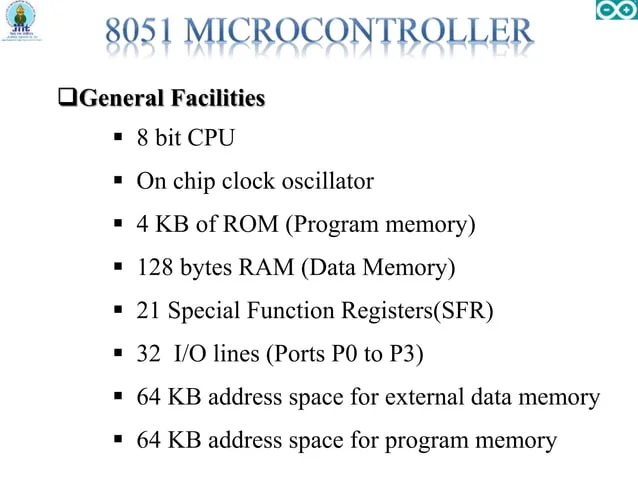 8051 MICROCONTROLLER
❑General Facilities
▪ 8 bit CPU
▪ On chip clock oscillator
▪ 4 KB of ROM (Program memory)
▪ 128 bytes RAM (Data Memory)
▪ 21 Special Function Registers(SFR)
▪ 32 I/O lines (Ports P0 to P3)
▪ 64 KB address space for external data memory
▪ 64 KB address space for program memory